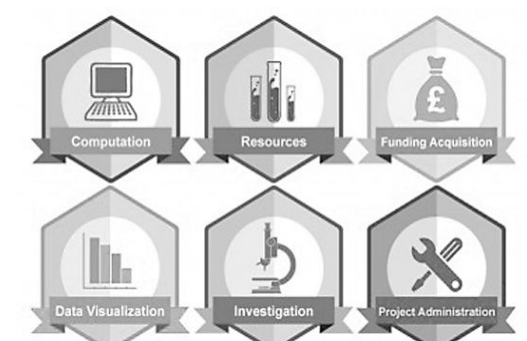 Computation
Resources
Funding Acquisition
£
Data Visualization
Investigation
Project Administration